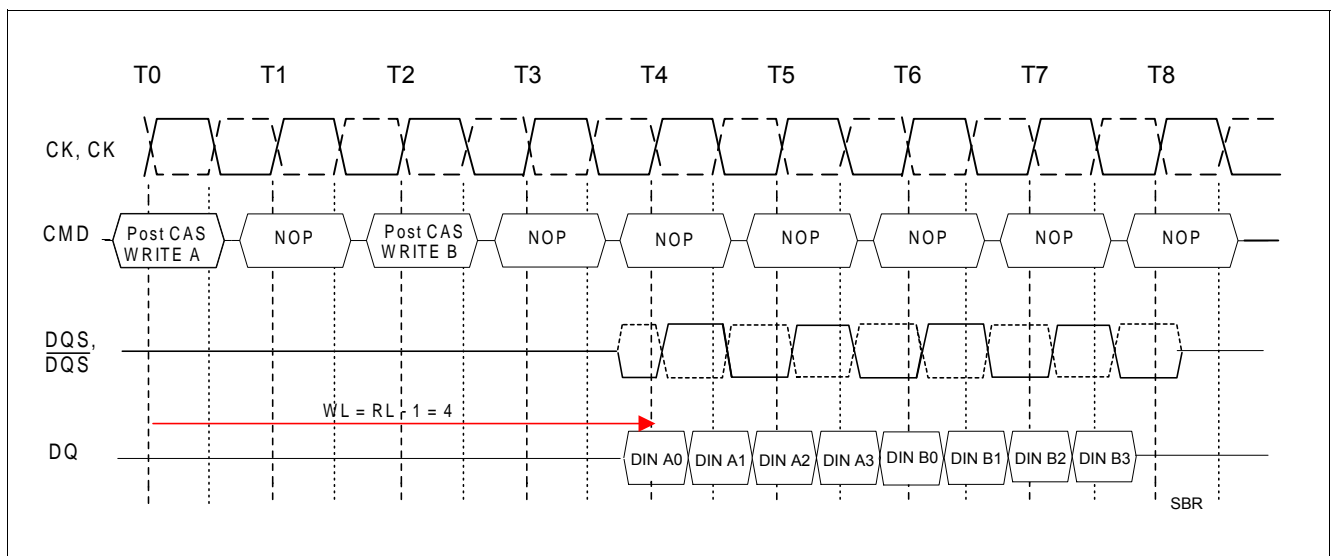 T0 T1 T2 T3 T4 T5 T6 T7 T8
CK, CK
CMD
Post CAS
WRITE A
NOP
Post CAS
WRITE B
NOP
NOP
NOP
NOP
NOP
NOP
DQS,
DQS
WL = RL - 1 = 4
DQ
DIN A0 DIN A1 DIN A2 DIN A3 DIN B0 DIN B1 DIN B2 DIN B3
SBR